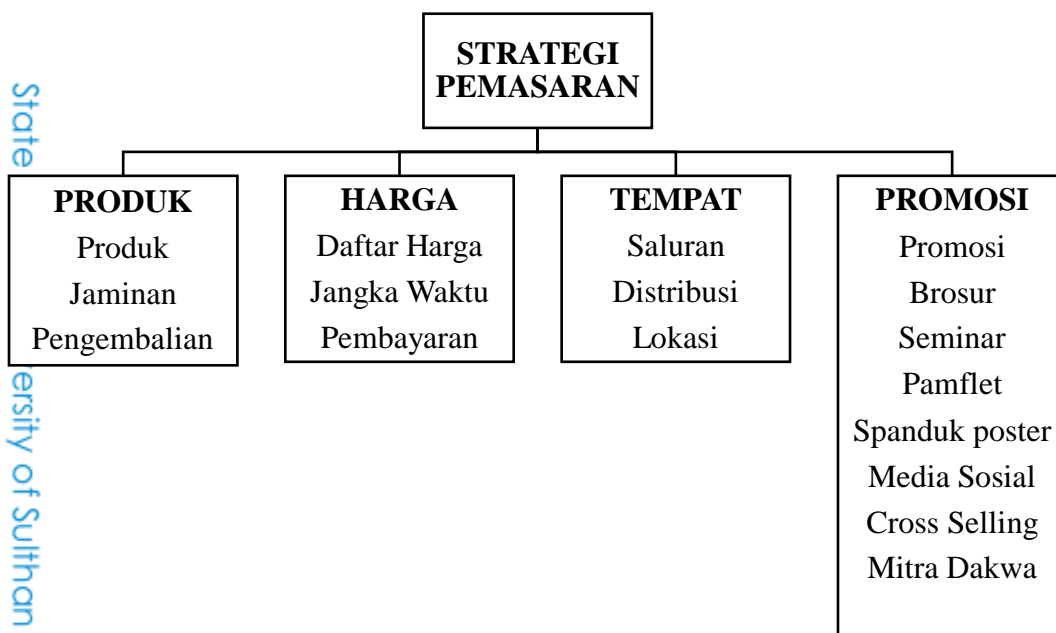 STRATEGI
PEMASARAN
PRODUK
Produk
Jaminan
Pengembalian
HARGA
Daftar Harga
Jangka Waktu
Pembayaran
TEMPAT
Saluran
Distribusi
Lokasi
PROMOSI
Promosi
Brosur
Seminar
Pamflet
Spanduk poster
Media Sosial
Cross Selling
Mitra Dakwa
State
ersity of Sulthan